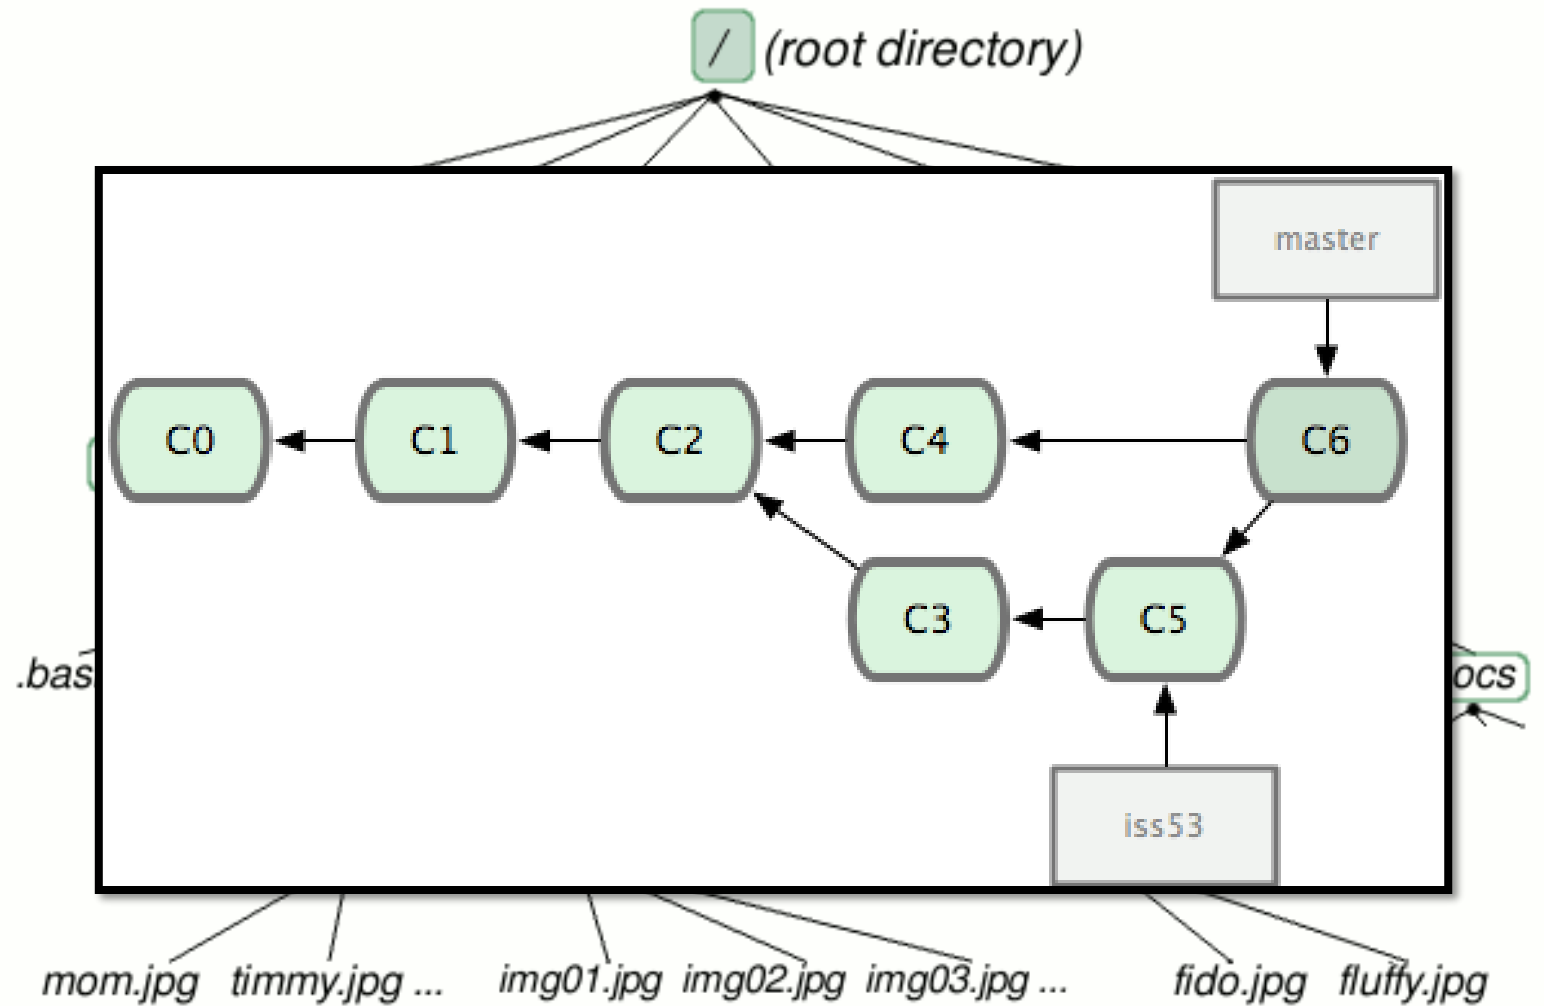 / (root directory)
master
C0 C1 C2 C4 C6
C3 C5
.bas ocs
iss53
mom.jpg timmy.jpg ... img01.jpg img02.jpg img03.jpg ... fido.jpg fluffy.jpg